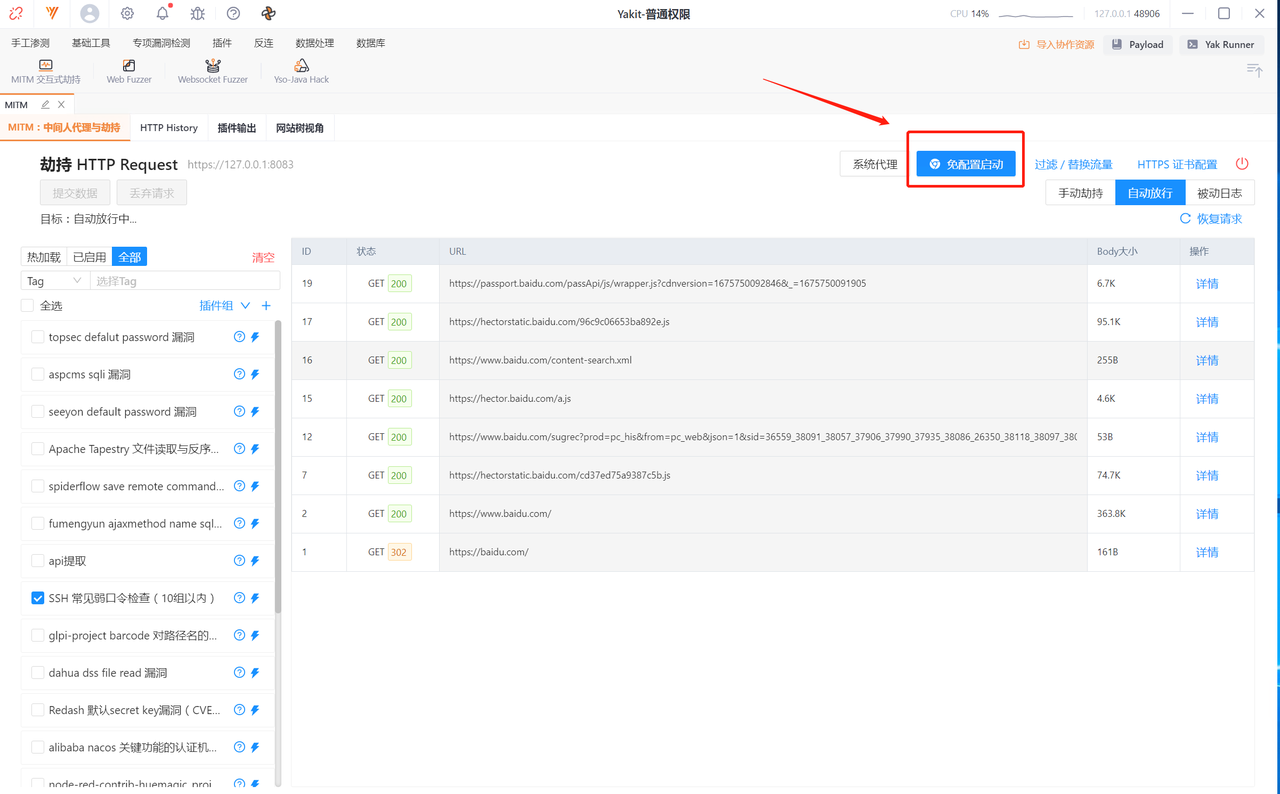 Yakit-普通权限
CPU 14%
127.0.0.1 48906
手工渗测
基础工具
专项漏洞检测
插件
反连
数据处理
数据库
导入协作资源
Payload
Yak Runner
MITM 交互式劫持
Web Fuzzer
Websocket Fuzzer
Yso-Java Hack
MITM
MITM：中间人代理与劫持
HTTP History
插件输出
网站树视角
劫持 HTTP Request https://127.0.0.1:8083
系统代理
免配置启动
过滤 / 替换流量
HTTPS 证书配置
提交数据
丢弃请求
手动劫持
自动放行
被动日志
目标：自动放行中...
恢复请求
热加载
已启用
全部
清空
Tag
选择Tag
全选
插件组
topsec defalut password 漏洞
aspcms sqli 漏洞
seeyon default password 漏洞
Apache Tapestry 文件读取与反序...
spiderflow save remote command...
fumengyun ajaxmethod name sql...
api提取
SSH 常见弱口令检查（10组以内）
glpi-project barcode 对路径名的...
dahua dss file read 漏洞
Redash 默认secret key漏洞（CVE...
alibaba nacos 关键功能的认证机...
node-red-contrib-huemagic proj...
ID 状态 URL Body大小 操作
19 GET 200 https://passport.baidu.com/passApi/js/wrapper.js?cdnversion=1675750092846&_=1675750091905 6.7K 详情
17 GET 200 https://hectorstatic.baidu.com/96c9c06653ba892e.js 95.1K 详情
16 GET 200 https://www.baidu.com/content-search.xml 255B 详情
15 GET 200 https://hector.baidu.com/a.js 4.6K 详情
12 GET 200 https://www.baidu.com/sugrec?prod=pc_his&from=pc_web&json=1&sid=36559_38091_38057_37906_37990_37935_38086_26350_38118_38097_380 53B 详情
7 GET 200 https://hectorstatic.baidu.com/cd37ed75a9387c5b.js 74.7K 详情
2 GET 200 https://www.baidu.com/ 363.8K 详情
1 GET 302 https://baidu.com/ 161B 详情